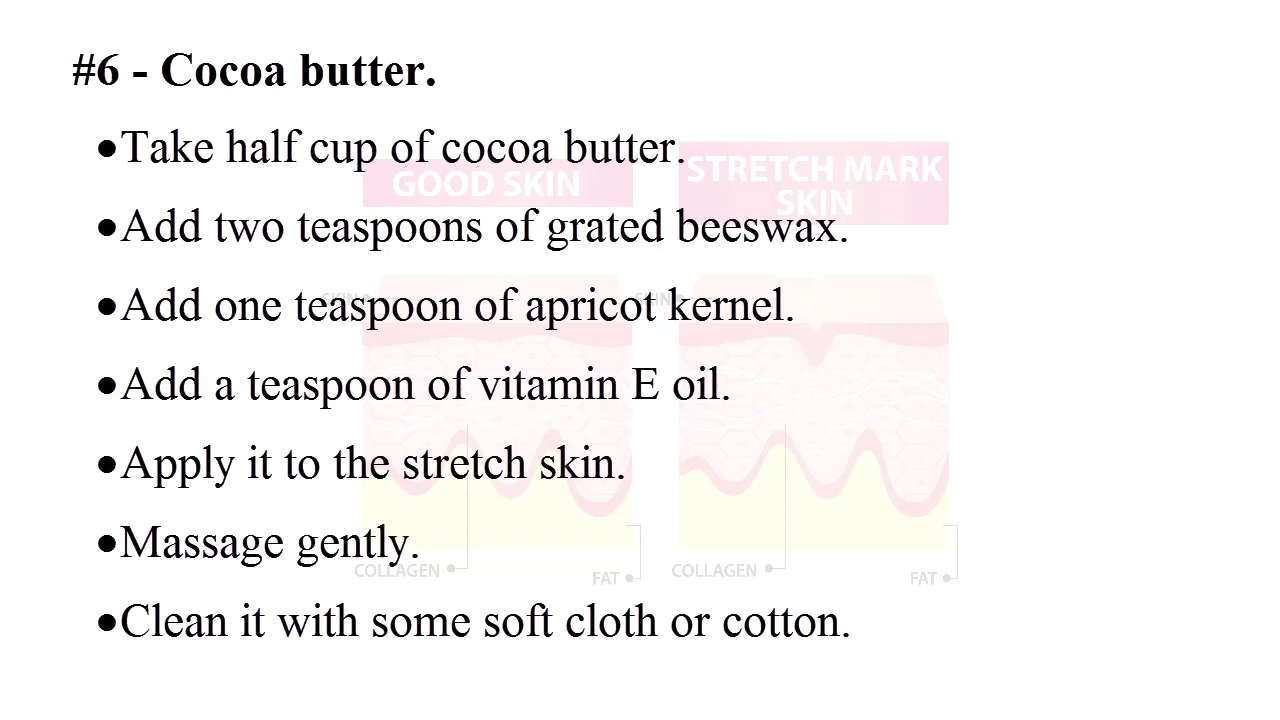 #6 - Cocoa butter.
•Take half cup of cocoa butter.
GOOD SKIN
STRETCH MARK
SKIN
•Add two teaspoons of grated beeswax.
SKIN
SKIN
•Add one teaspoon of apricot kernel.
•Add a teaspoon of vitamin E oil.
•Apply it to the stretch skin.
•Massage gently.
COLLAGEN
FAT
COLLAGEN
FAT
•Clean it with some soft cloth or cotton.